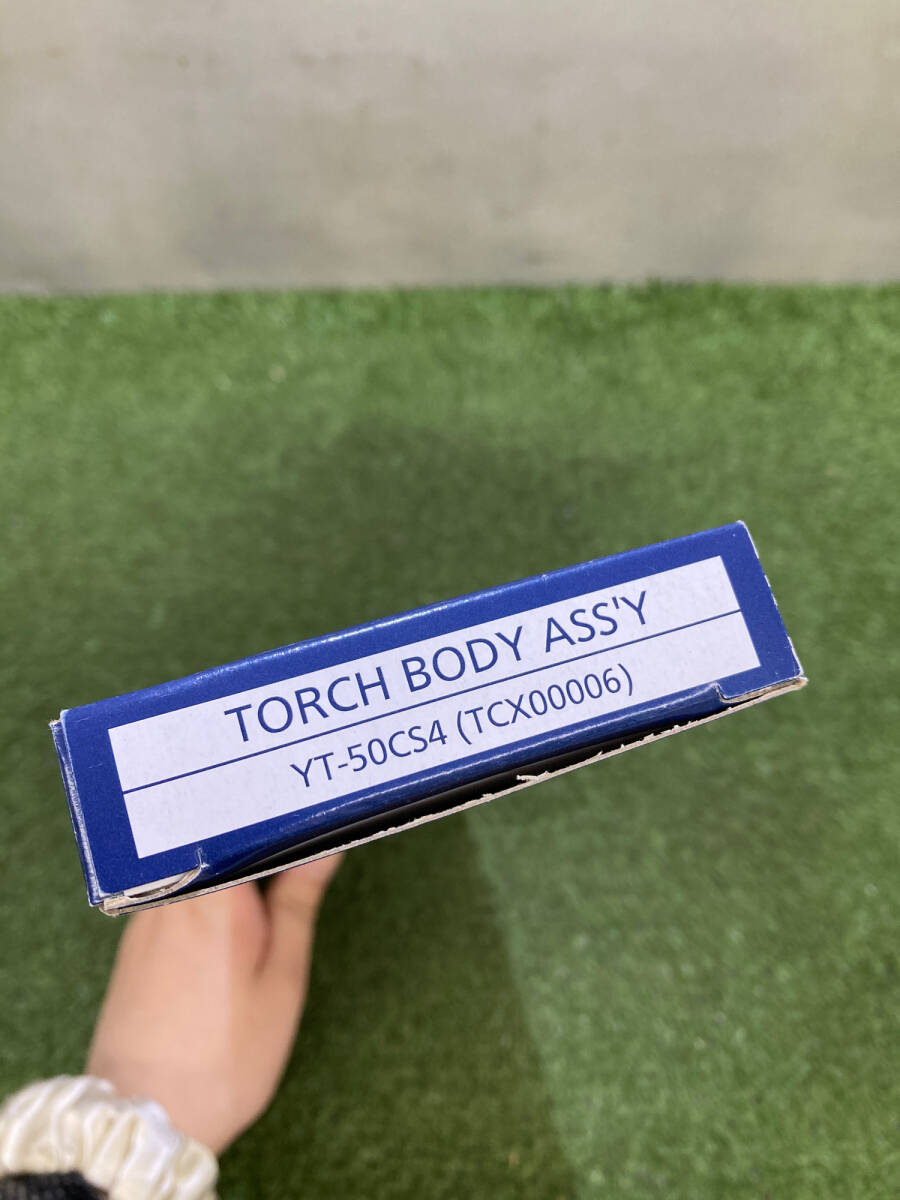 TORCH BODY ASS'Y
YT-50CS4 (TCX00006)